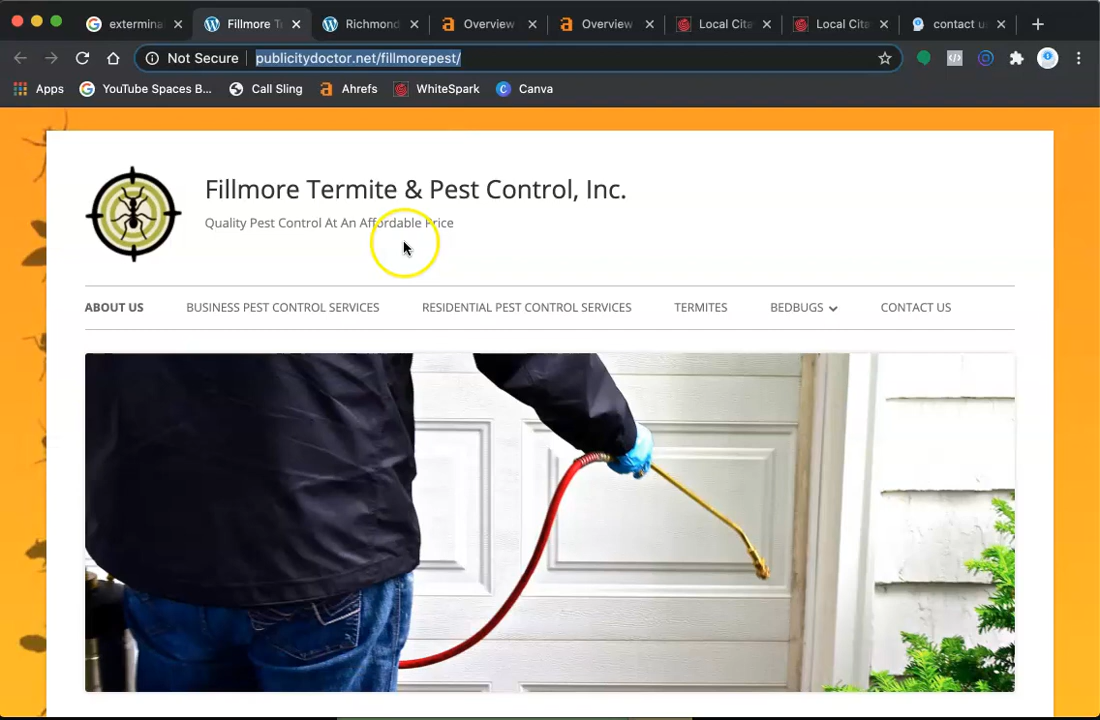 extermina
Fillmore T
Richmond
Overview
Overview
Local Cita
Local Cita
contact u
Not Secure
publicitydoctor.net/fillmorepest/
Apps
YouTube Spaces B...
Call Sling
Ahrefs
WhiteSpark
Canva
Fillmore Termite & Pest Control, Inc.
Quality Pest Control At An Affordable Price
ABOUT US
BUSINESS PEST CONTROL SERVICES
RESIDENTIAL PEST CONTROL SERVICES
TERMITES
BEDBUGS
CONTACT US